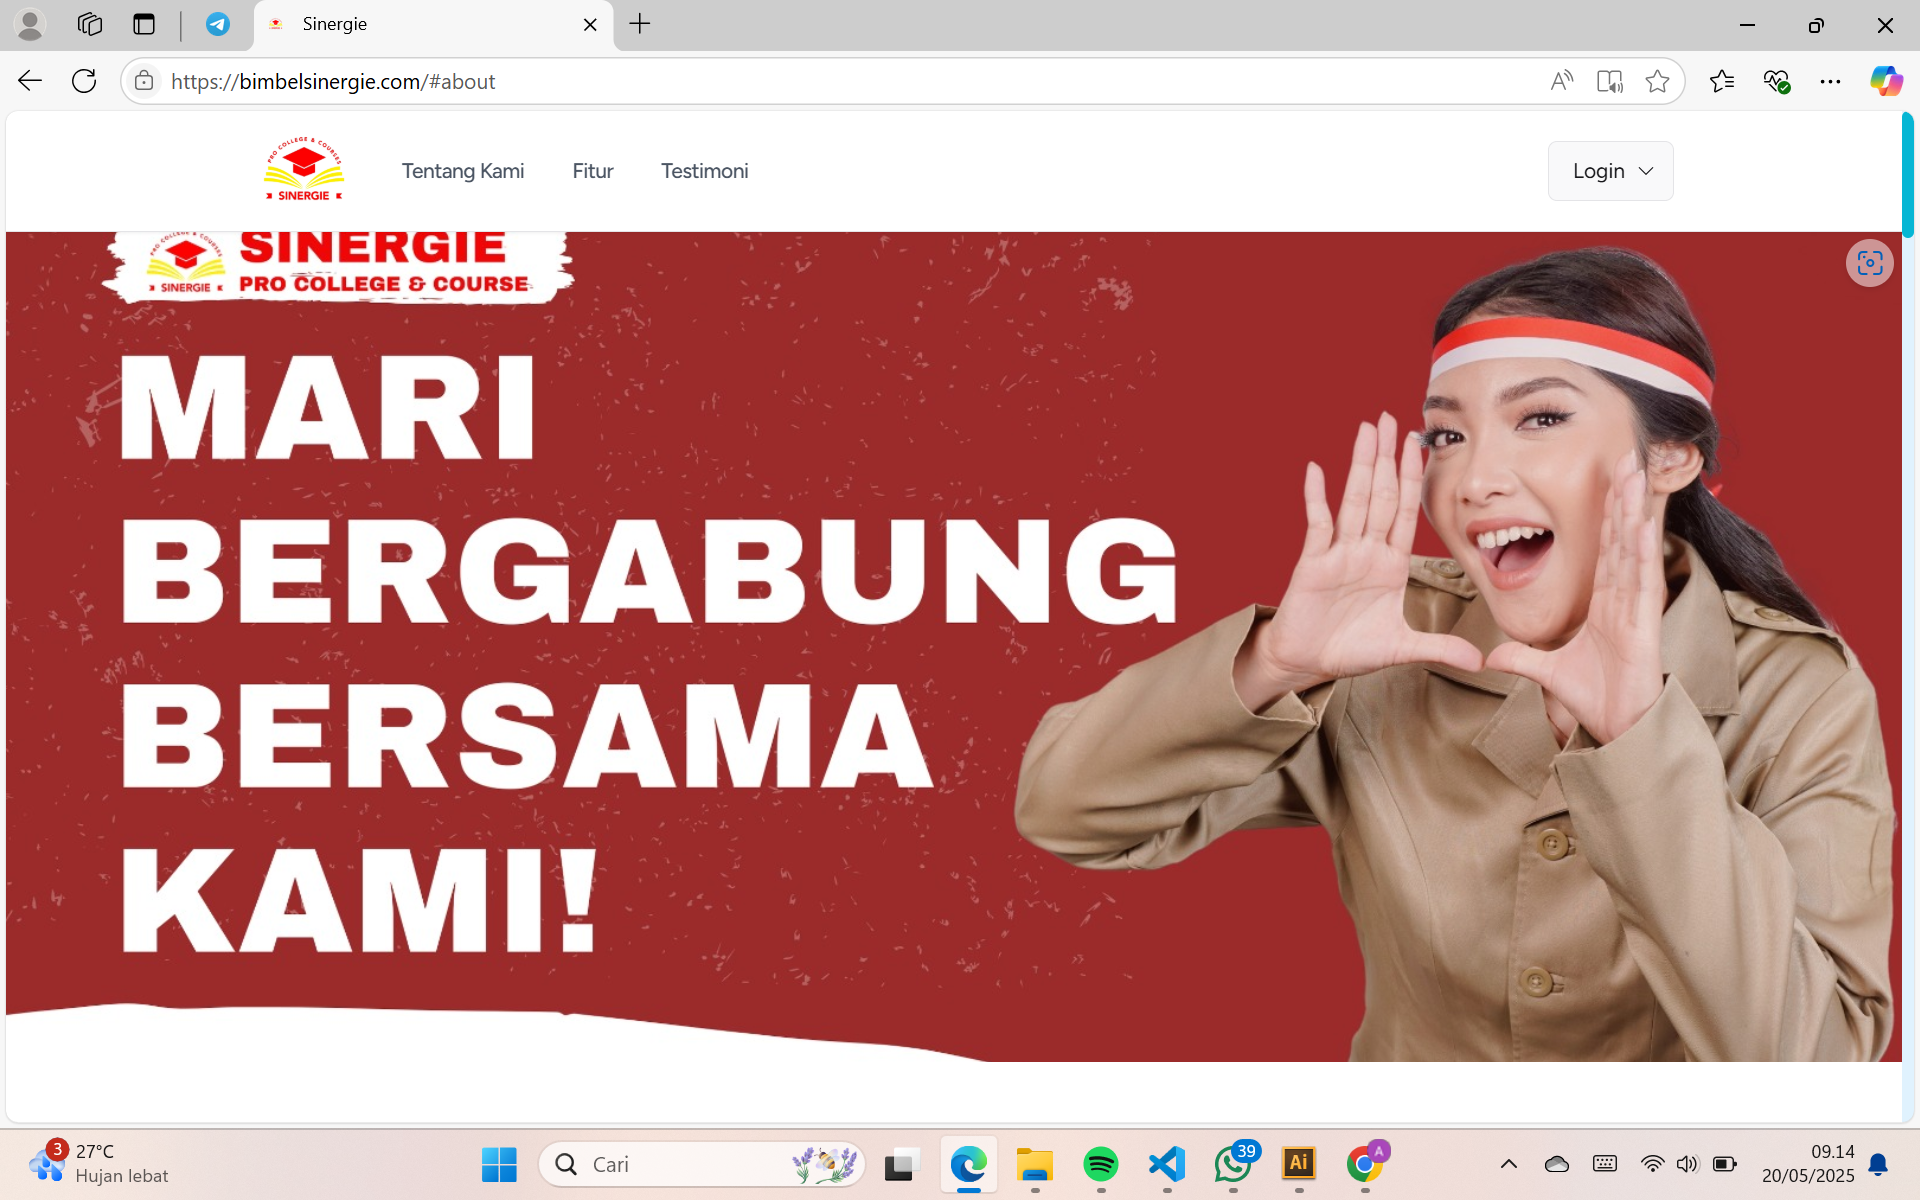 Sinergie
https://bimbelsinergie.com/#about
PRO COLLEGE & COURSES
SINERGIE
Tentang Kami
Fitur
Testimoni
Login
SINERGIE
SINERGIE
PRO COLLEGE & COURSE
MARI
BERGABUNG
BERSAMA
KAMI!
3
27°C
Hujan lebat
Cari
39
Ai
A
09.14
20/05/2025